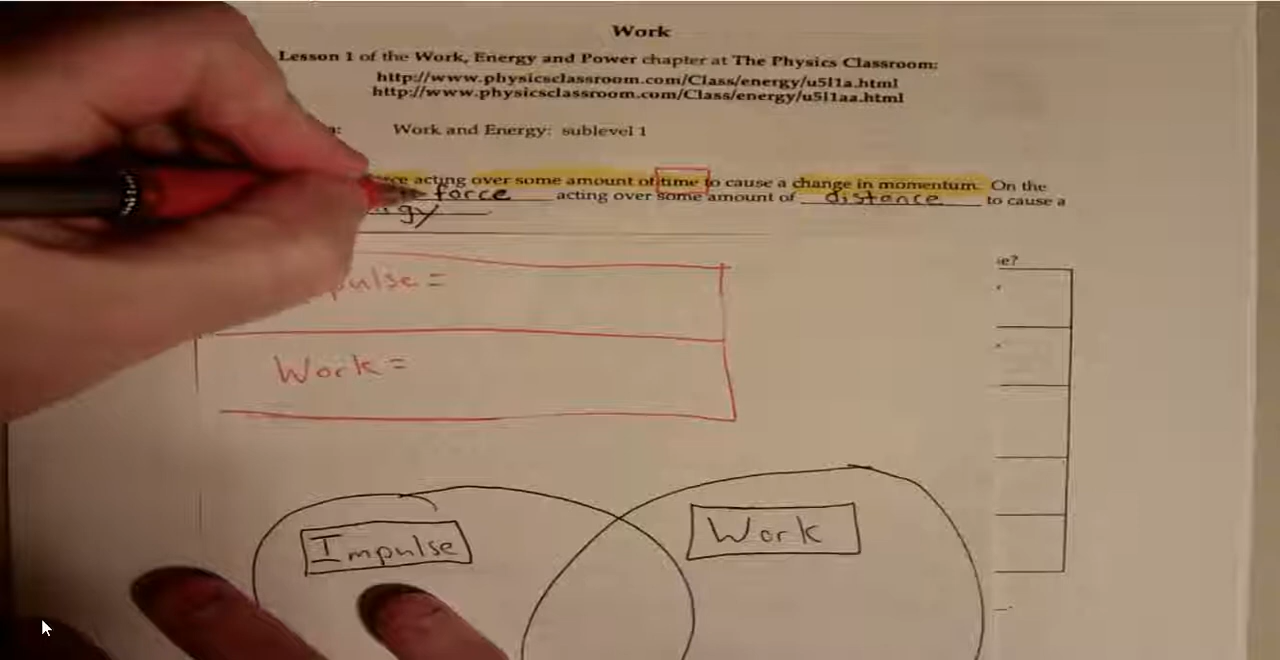 Work
Lesson 1 of the Work, Energy and Power chapter at The Physics Classroom:
http://www.physicsclassroom.com/Class/energy/u5l1a.html
http://www.physicsclassroom.com/Class/energy/u5l1aa.html
Work and Energy: sublevel 1
acting over some amount of time to cause a change in momentum. On the
force acting over some amount of distance to cause a
gy
pulse =
Work =
Impulse
Work